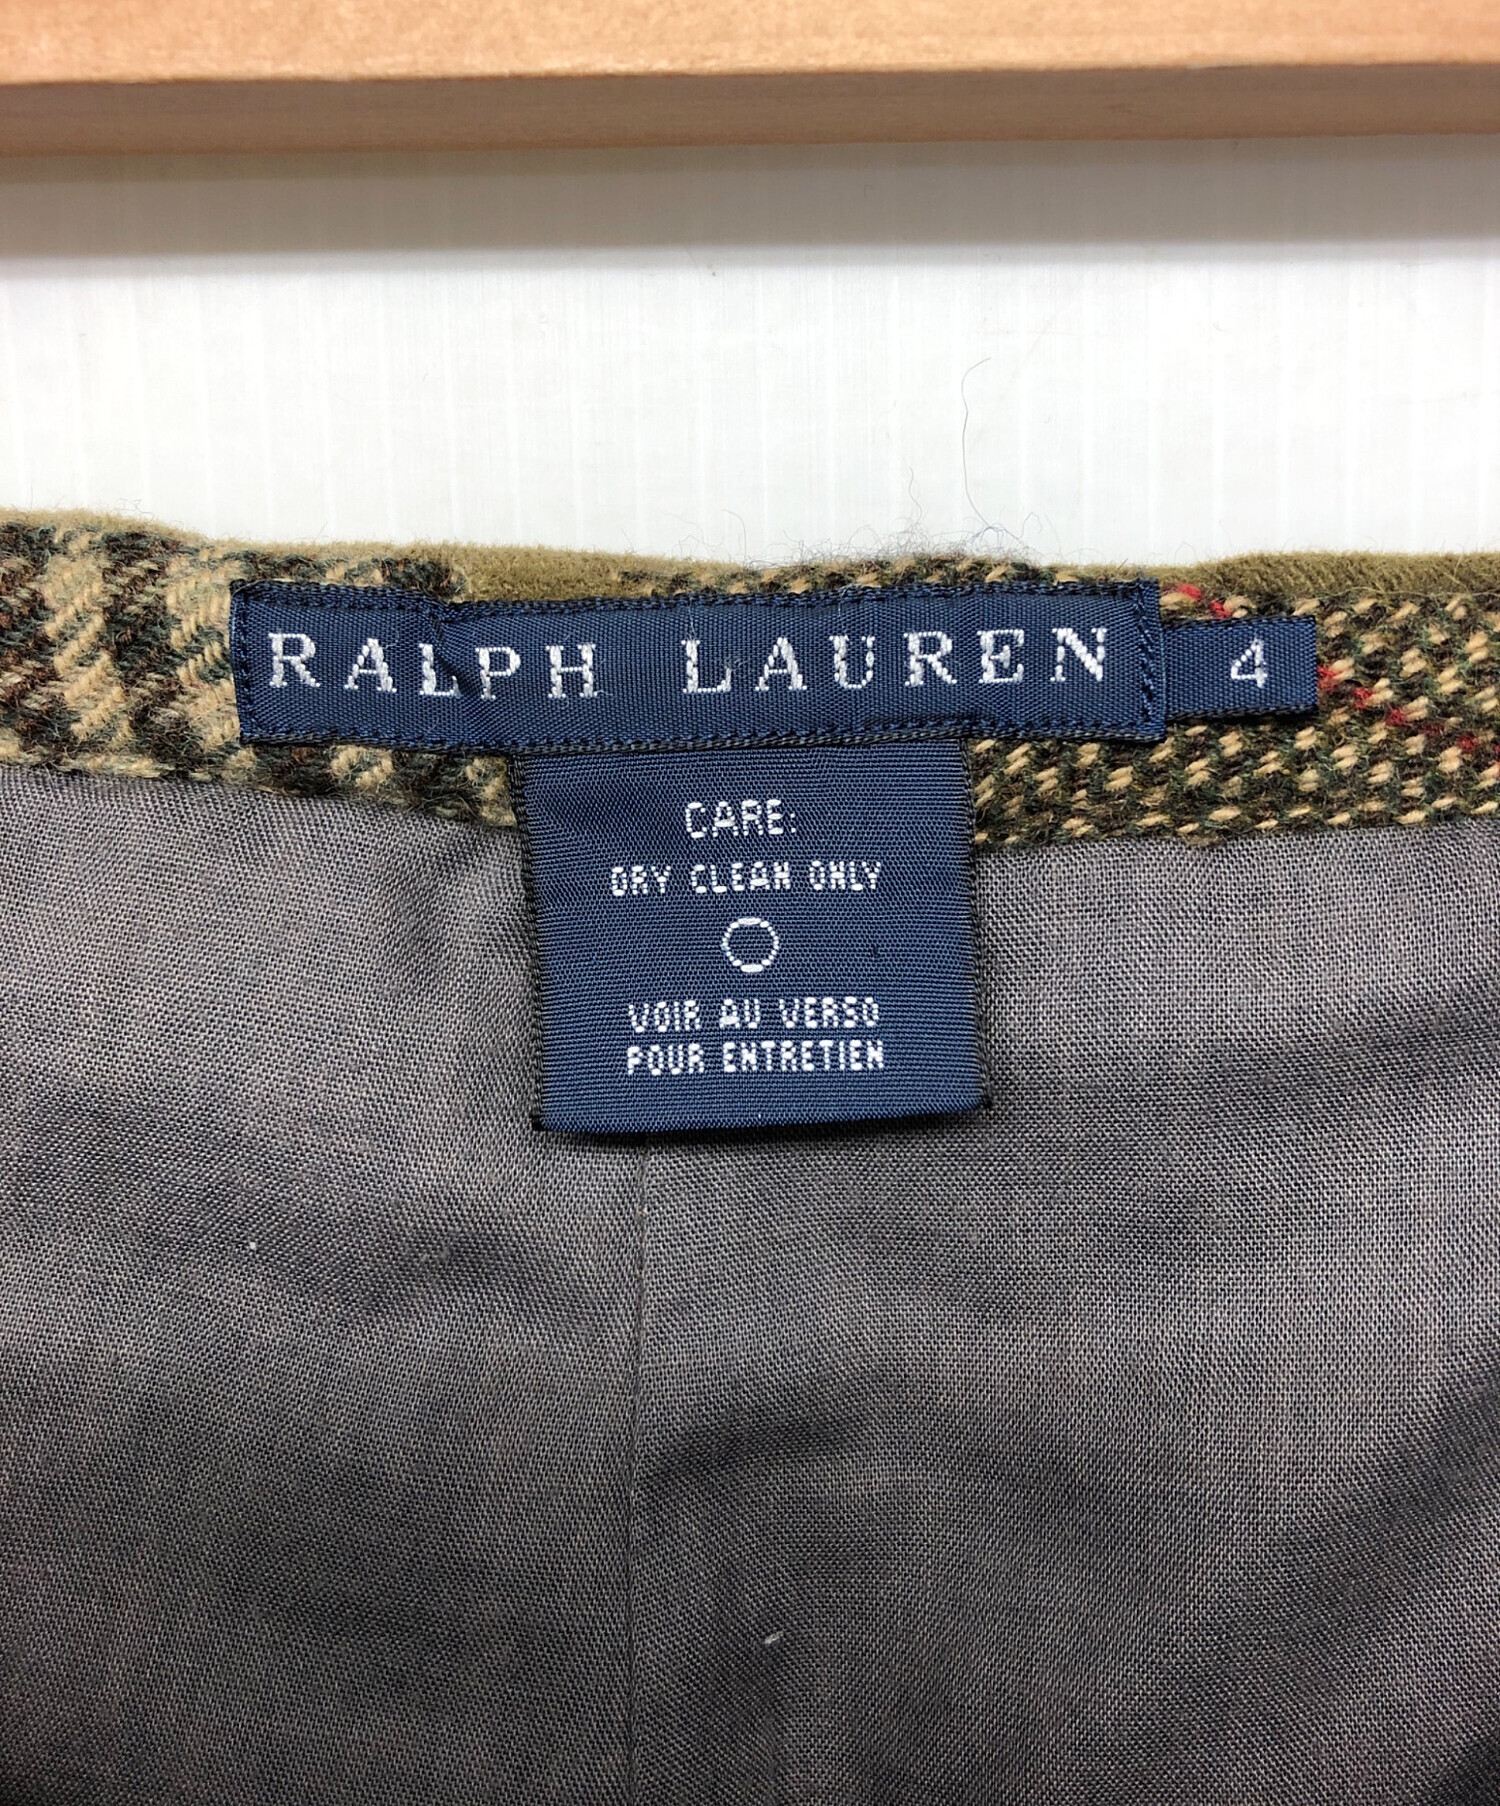 RALPH LAUREN 4
CARE:
DRY CLEAN ONLY
VOIR AU VERSO
POUR ENTRETIEN